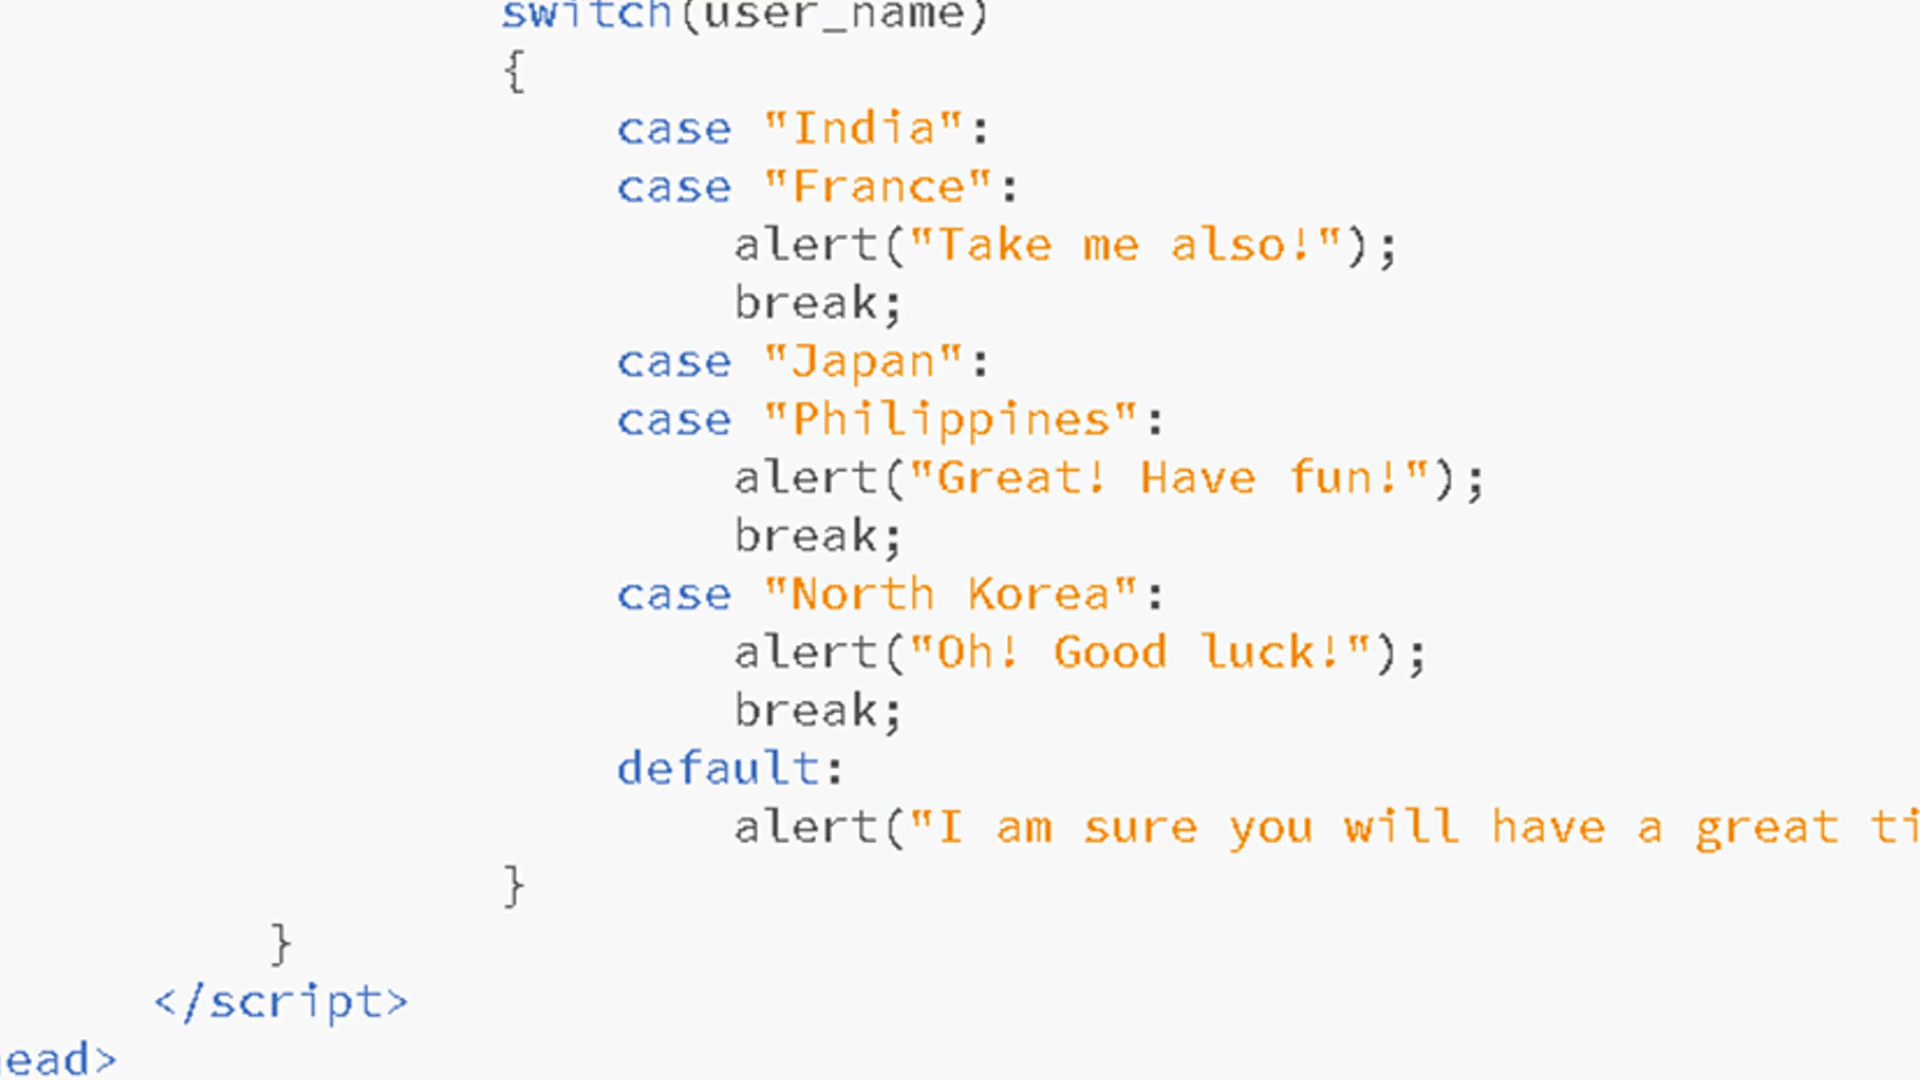 switch(user_name)
{
case "India":
case "France":
alert("Take me also!");
break;
case "Japan":
case "Philippines":
alert("Great! Have fun!");
break;
case "North Korea":
alert("Oh! Good luck!");
break;
default:
alert("I am sure you will have a great ti
}
}
</script>
ead>